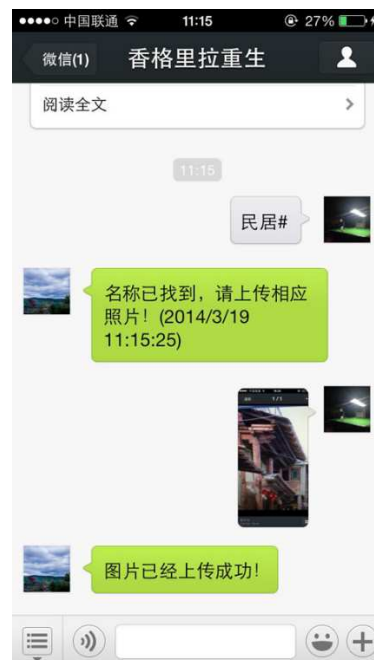 中国联通 11:15 27%
微信(1) 香格里拉重生
阅读全文
11:15
民居#
名称已找到，请上传相应
照片！(2014/3/19
11:15:25)
1/1
图片已经上传成功！